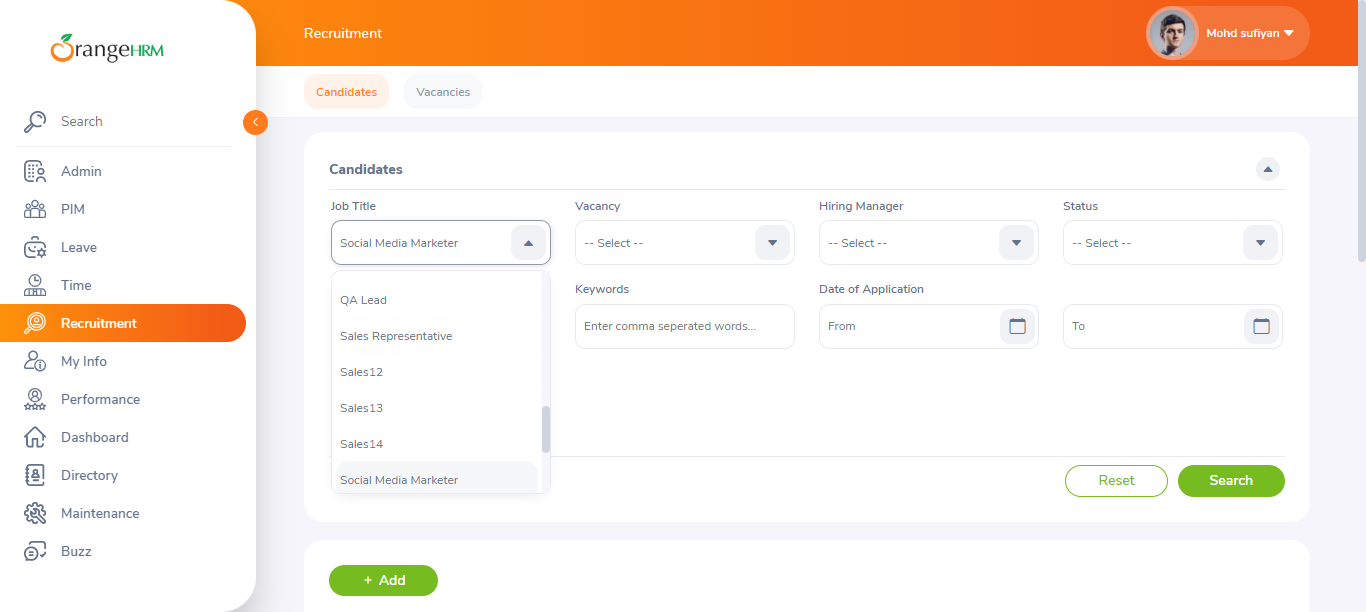 OrangeHRM
Search
Admin
PIM
Leave
Time
Recruitment
My Info
Performance
Dashboard
Directory
Maintenance
Buzz
Recruitment
Mohd sufiyan
Candidates
Vacancies
Candidates
Job Title
Vacancy
Hiring Manager
Status
Social Media Marketer
-- Select --
-- Select --
-- Select --
QA Lead
Sales Representative
Sales12
Sales13
Sales14
Social Media Marketer
Keywords
Date of Application
Enter comma seperated words...
From
To
Reset
Search
+ Add